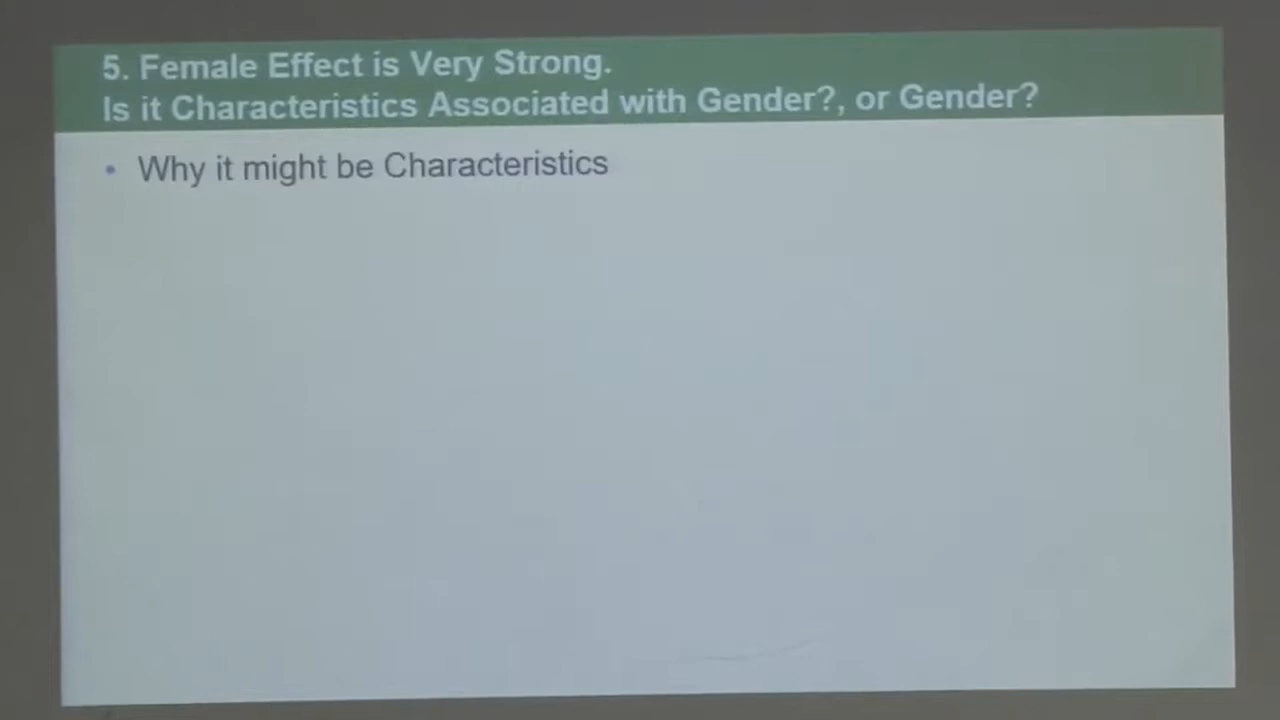 5. Female Effect is Very Strong.
Is it Characteristics Associated with Gender?, or Gender?
• Why it might be Characteristics